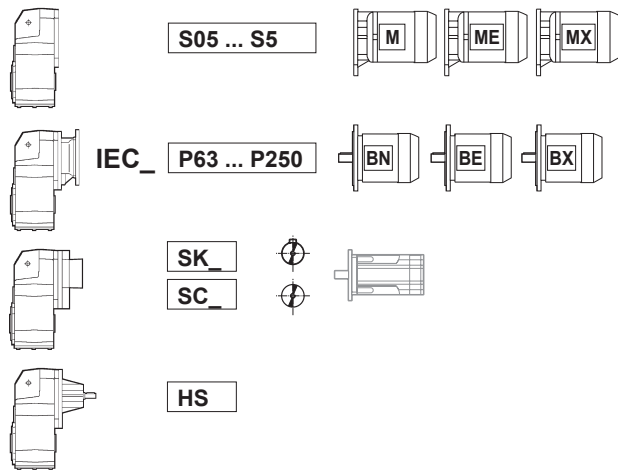 S05 ... S5 M ME MX
IEC_ P63 ... P250 BN BE BX
SK_
SC_
HS